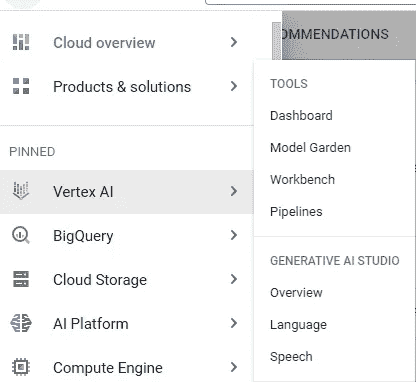 Cloud overview
Products & solutions
PINNED
Vertex AI
BigQuery
Cloud Storage
AI Platform
Compute Engine
OMMENDATIONS
TOOLS
Dashboard
Model Garden
Workbench
Pipelines
GENERATIVE AI STUDIO
Overview
Language
Speech